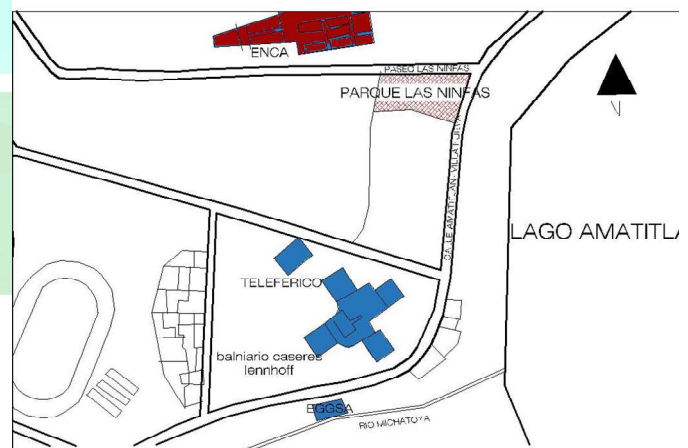 ENCA
PASEO LAS NINFAS
PARQUE LAS NINFAS
N
LAGO AMATITLA
TELEFERICO
balniario caseres
lennhoff
EGGSA
RIO MICHATOYA